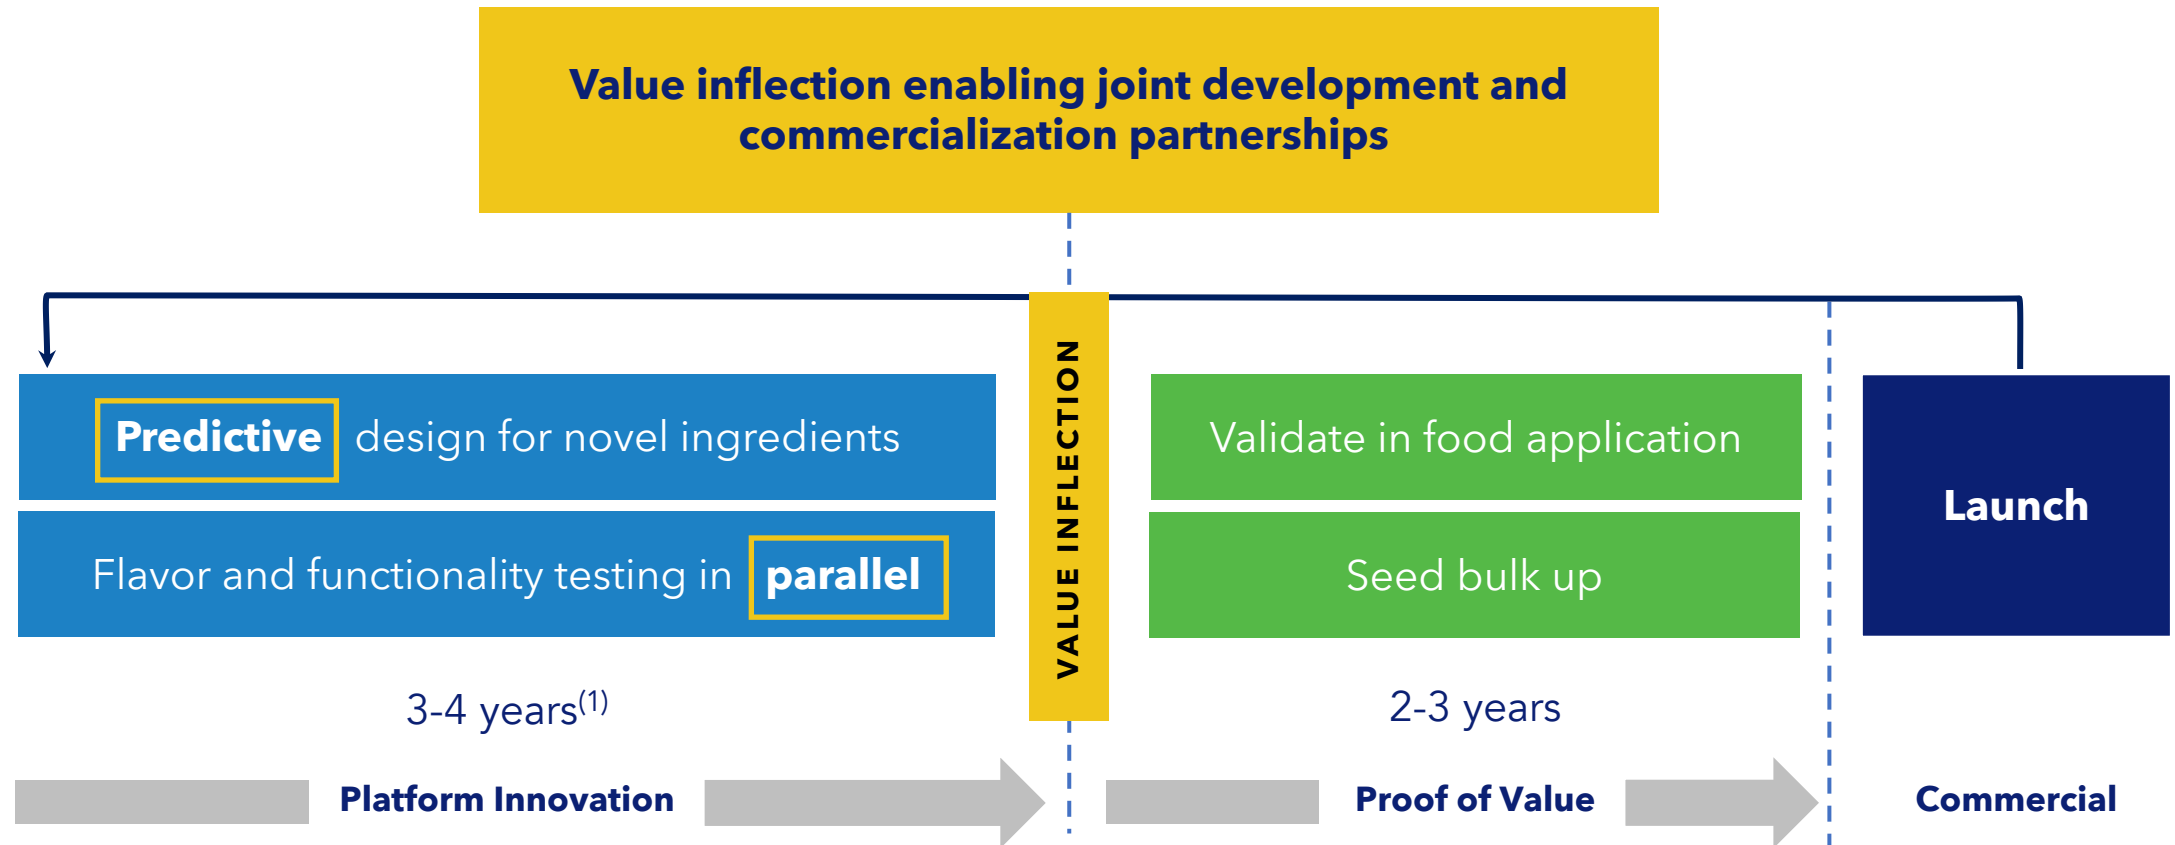 Value inflection enabling joint development and
commercialization partnerships
Predictive design for novel ingredients
Flavor and functionality testing in parallel
VALUE INFLECTION
Validate in food application
Seed bulk up
Launch
3-4 years(1)
2-3 years
Platform Innovation
Proof of Value
Commercial